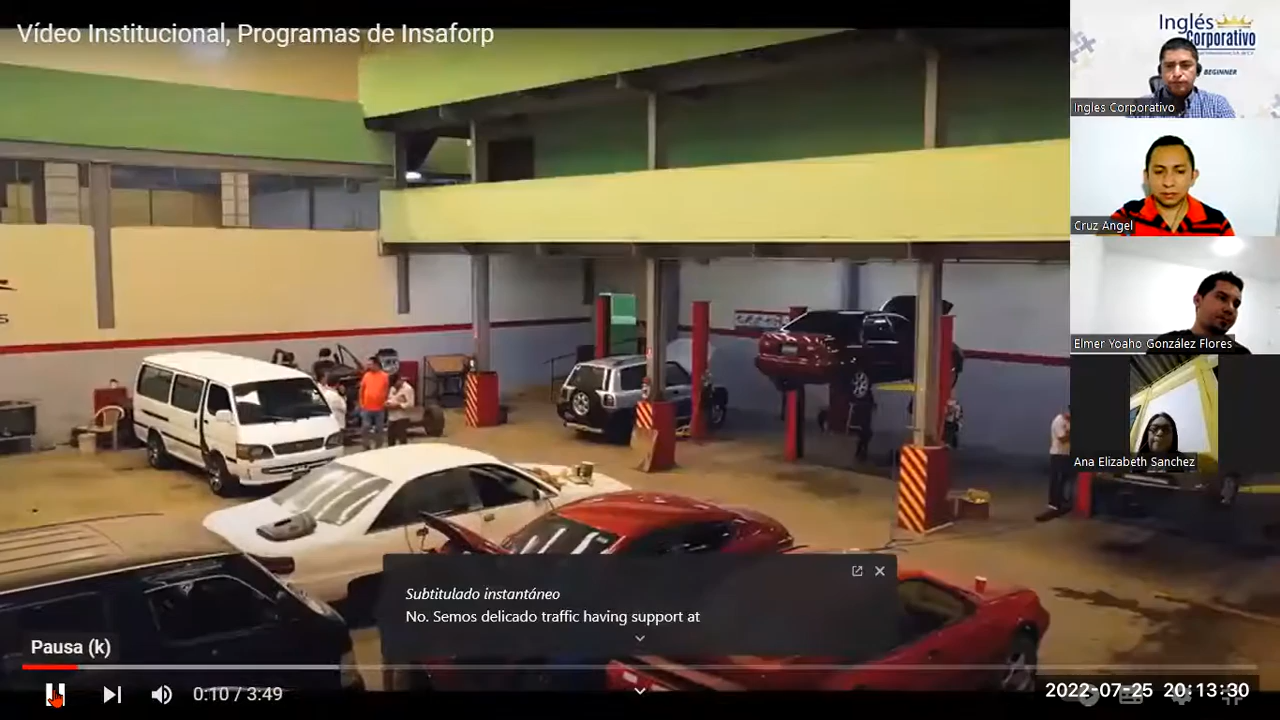 Vídeo Institucional, Programas de Insaforp
Inglés
Corporativo
BEGINNER
Ingles Corporativo
Cruz Angel
Elmer Yoaho González Flores
Ana Elizabeth Sanchez
Subtitulado instantáneo
No. Semos delicado traffic having support at
Pausa (k)
0:10 / 3:49
2022-07-25 20:13:30